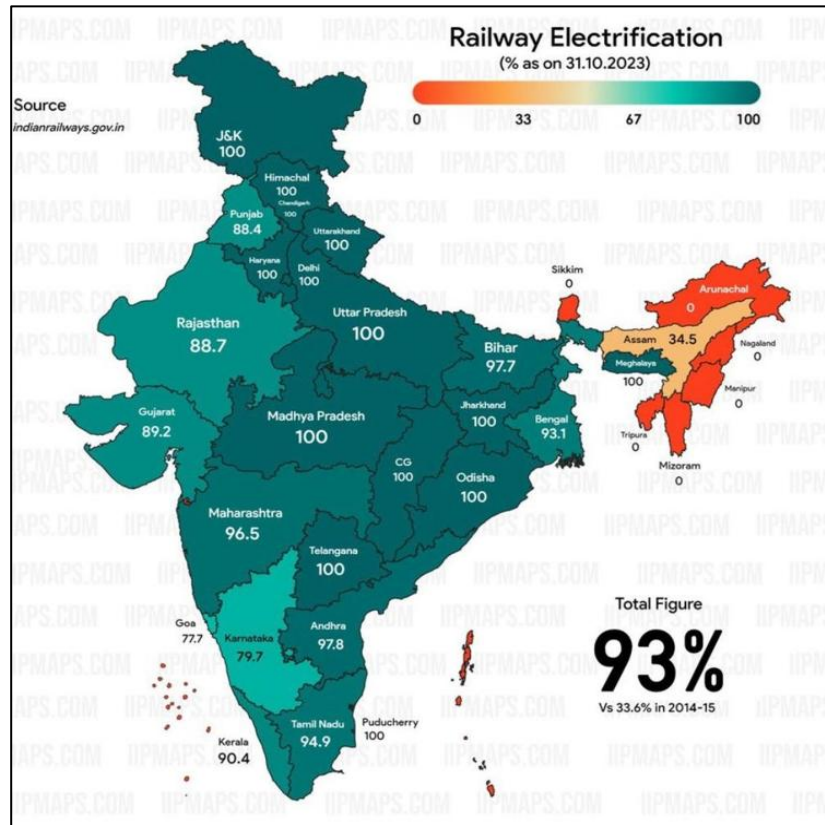 Railway Electrification
(% as on 31.10.2023)
0 33 67 100
Source
indianrailways.gov.in
J&K
100
Himachal
100
Chandigarh
100
Punjab
88.4
Uttarakhand
100
Haryana
100
Delhi
100
Rajasthan
88.7
Uttar Pradesh
100
Bihar
97.7
Sikkim
0
Arunachal
0
Assam 34.5
Nagaland
0
Meghalaya
100
Manipur
0
Tripura
0
Mizoram
0
Gujarat
89.2
Madhya Pradesh
100
Jharkhand
100
Bengal
93.1
CG
100
Odisha
100
Maharashtra
96.5
Telangana
100
Goa
77.7
Karnataka
79.7
Andhra
97.8
Kerala
90.4
Tamil Nadu
94.9
Puducherry
100
Total Figure
93%
Vs 33.6% in 2014-15
IIPMAPS.COM